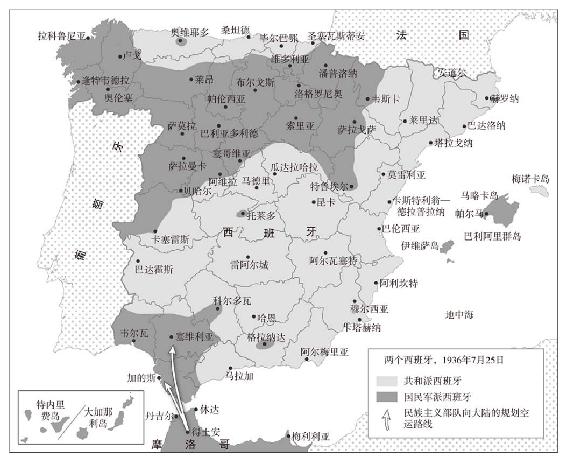 拉科鲁尼亚
奥维耶多
桑坦德
毕尔巴鄂
圣塞瓦斯蒂安
法 国
卢戈
维多利亚
潘普洛纳
安道尔
蓬特韦德拉
奥伦塞
莱昂
布尔戈斯
洛格罗尼奥
韦斯卡
赫罗纳
帕伦西亚
莱里达
巴达洛纳
萨莫拉
巴利亚多利德
索里亚
萨拉戈萨
塔拉戈纳
萨拉曼卡
塞哥维亚
瓜达拉哈拉
阿维拉
马德里
特鲁埃尔
莫雷利亚
梅诺卡岛
贝哈尔
托莱多
昆卡
卡斯特利翁—
德拉普拉纳
马略卡岛
帕尔马
葡 萄 牙
卡塞雷斯
西 班 牙
巴伦西亚
巴利阿里群岛
伊维萨岛
巴达霍斯
雷阿尔城
阿尔瓦塞特
阿利坎特
科尔多瓦
哈恩
穆尔西亚
卡塔赫纳
地中海
韦尔瓦
塞维利亚
格拉纳达
阿尔梅里亚
加的斯
马拉加
两个西班牙，1936年7月25日
共和派西班牙
国民军派西班牙
民族主义部队向大陆的规划空
运路线
特内里
费岛
大加那
利岛
丹吉尔
休达
得土安
梅利利亚
摩 洛 哥